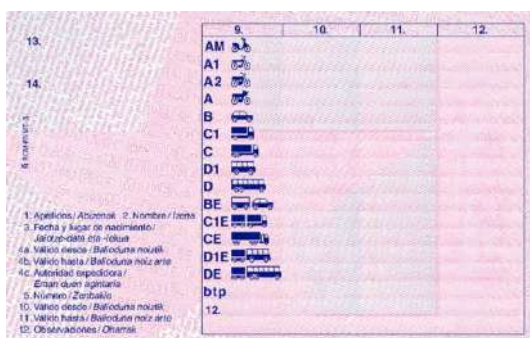 13.
14.
9. 10. 11. 12.
AM
A1
A2
A
B
C1
C
D1
D
BE
C1E
CE
D1E
DE
btp
12.
1. Apellidos / Abizenak 2. Nombre / Izena
3. Fecha y lugar de nacimiento /
Jaiotze-data eta -lekua
4a. Válido desde / Balioduna noiztik
4b. Válido hasta / Balioduna noiz arte
4c. Autoridad expedidora /
Eman duen agintaria
5. Número / Zenbakia
10. Válido desde / Balioduna noiztik
11. Válido hasta / Balioduna noiz arte
12. Observaciones / Oharrak